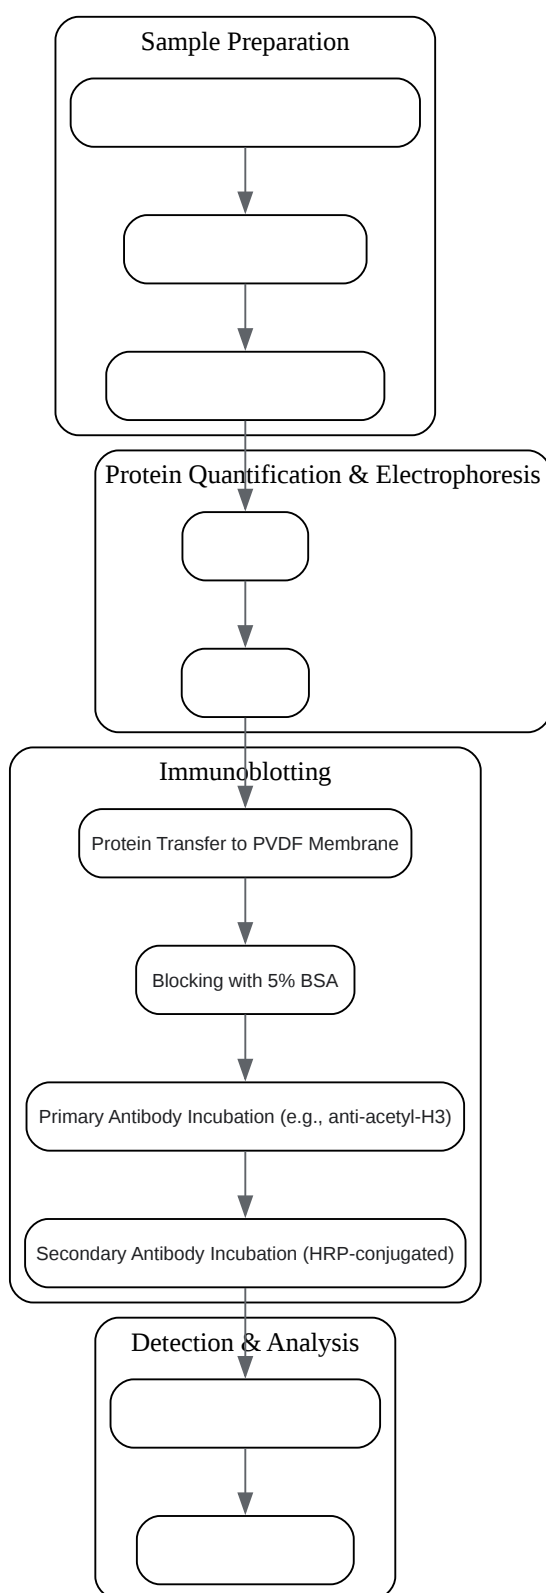 Sample Preparation
Protein Quantification & Electrophoresis
Immunoblotting
Protein Transfer to PVDF Membrane
Blocking with 5% BSA
Primary Antibody Incubation (e.g., anti-acetyl-H3)
Secondary Antibody Incubation (HRP-conjugated)
Detection & Analysis